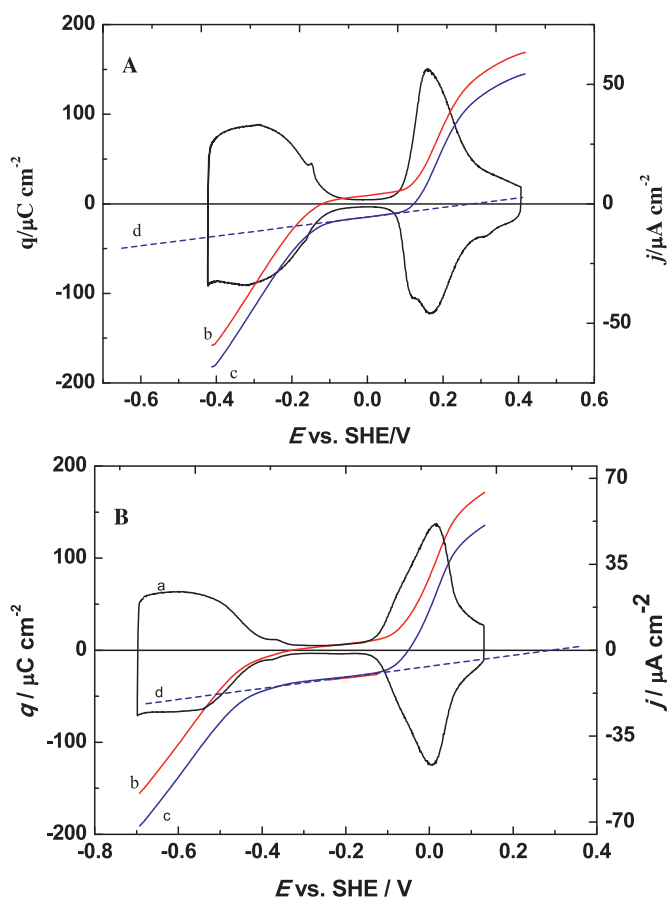 200
A
100
0
-100
-200
q/μC cm-2
50
0
-50
j/μA cm-2
d
b
c
-0.6 -0.4 -0.2 0.0 0.2 0.4 0.6
E vs. SHE/V
200
B
100
0
-100
-200
q / μC cm-2
70
35
0
-35
-70
j / μA cm-2
a
d
b
c
-0.8 -0.6 -0.4 -0.2 0.0 0.2 0.4
E vs. SHE / V